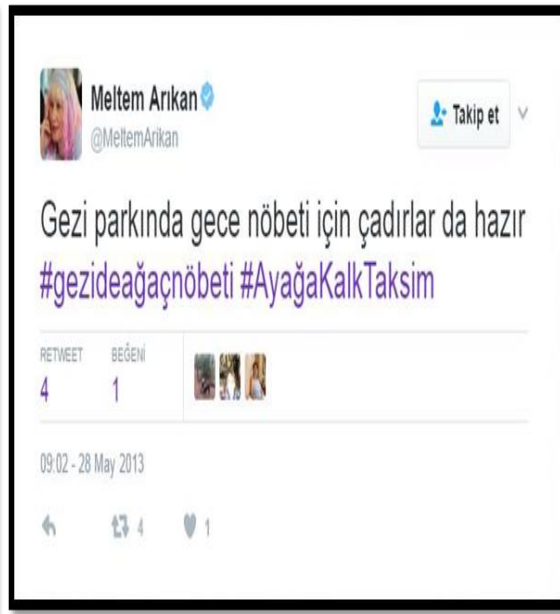 Meltem Arıkan
@MeltemArikan
Takip et
Gezi parkında gece nöbeti için çadırlar da hazır
#gezideağaçnöbeti #AyağaKalkTaksim
RETWEET BEĞENİ
4 1
09:02 - 28 May 2013
4 1